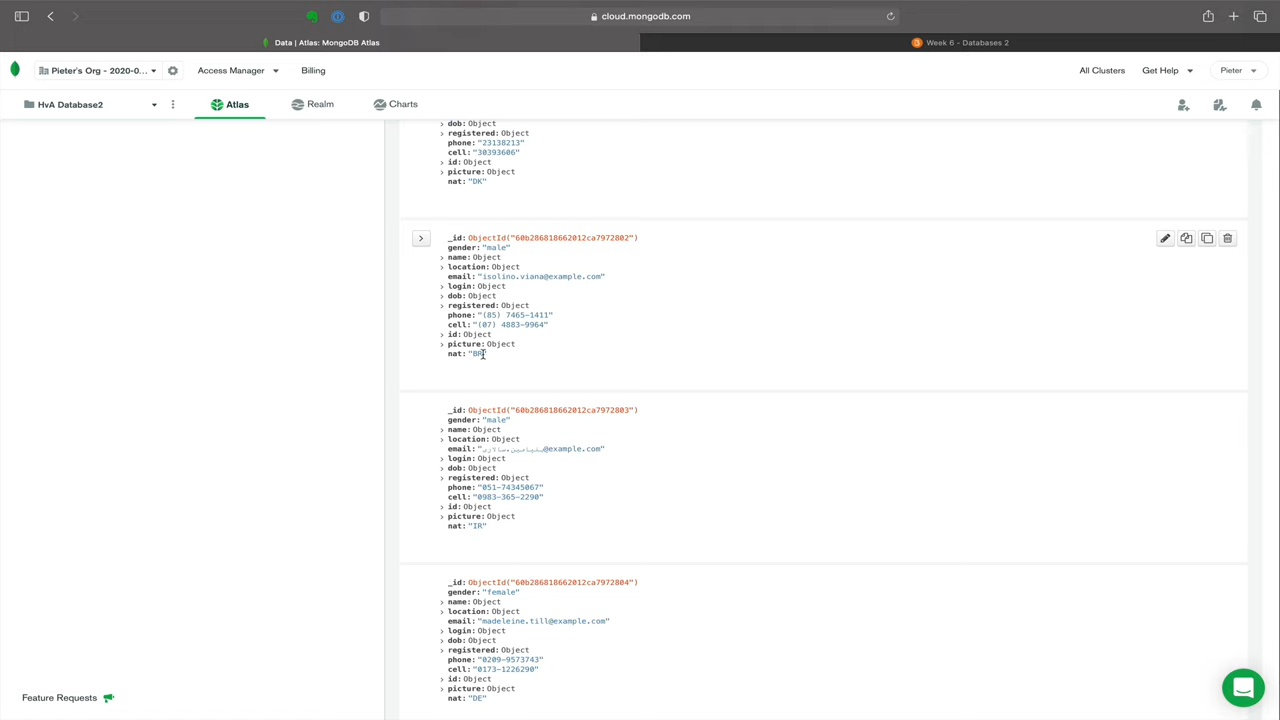 cloud.mongodb.com
Data | Atlas: MongoDB Atlas
Week 6 - Databases 2
Pieter's Org - 2020-0...
Access Manager
Billing
All Clusters
Get Help
Pieter
HvA Database2
Atlas
Realm
Charts
dob: Object
registered: Object
phone: "23138213"
cell: "30393606"
id: Object
picture: Object
nat: "DK"
_id: ObjectId("60b286818662012ca7972802")
gender: "male"
name: Object
location: Object
email: "isolino.viana@example.com"
login: Object
dob: Object
registered: Object
phone: "(85) 7465-1411"
cell: "(07) 4883-9964"
id: Object
picture: Object
nat: "BR"
_id: ObjectId("60b286818662012ca7972803")
gender: "male"
name: Object
location: Object
email: "بنیامین.سالاری@example.com"
login: Object
dob: Object
registered: Object
phone: "051-74345067"
cell: "0983-365-2290"
id: Object
picture: Object
nat: "IR"
_id: ObjectId("60b286818662012ca7972804")
gender: "female"
name: Object
location: Object
email: "madeleine.till@example.com"
login: Object
dob: Object
registered: Object
phone: "0209-9573743"
cell: "0173-1226290"
id: Object
picture: Object
nat: "DE"
Feature Requests